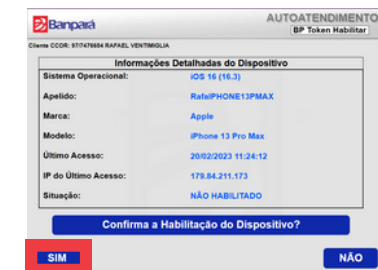 Banpará
AUTOATENDIMENTO
BP Token Habilitar
Cliente CCDR: 97/7476684 RAFAEL VENTIMIGLIA
Informações Detalhadas do Dispositivo
Sistema Operacional: iOS 16 (16.3)
Apelido: RafaIPHONE13PMAX
Marca: Apple
Modelo: iPhone 13 Pro Max
Último Acesso: 20/02/2023 11:24:12
IP do Último Acesso: 179.84.211.173
Situação: NÃO HABILITADO
Confirma a Habilitação do Dispositivo?
SIM
NÃO